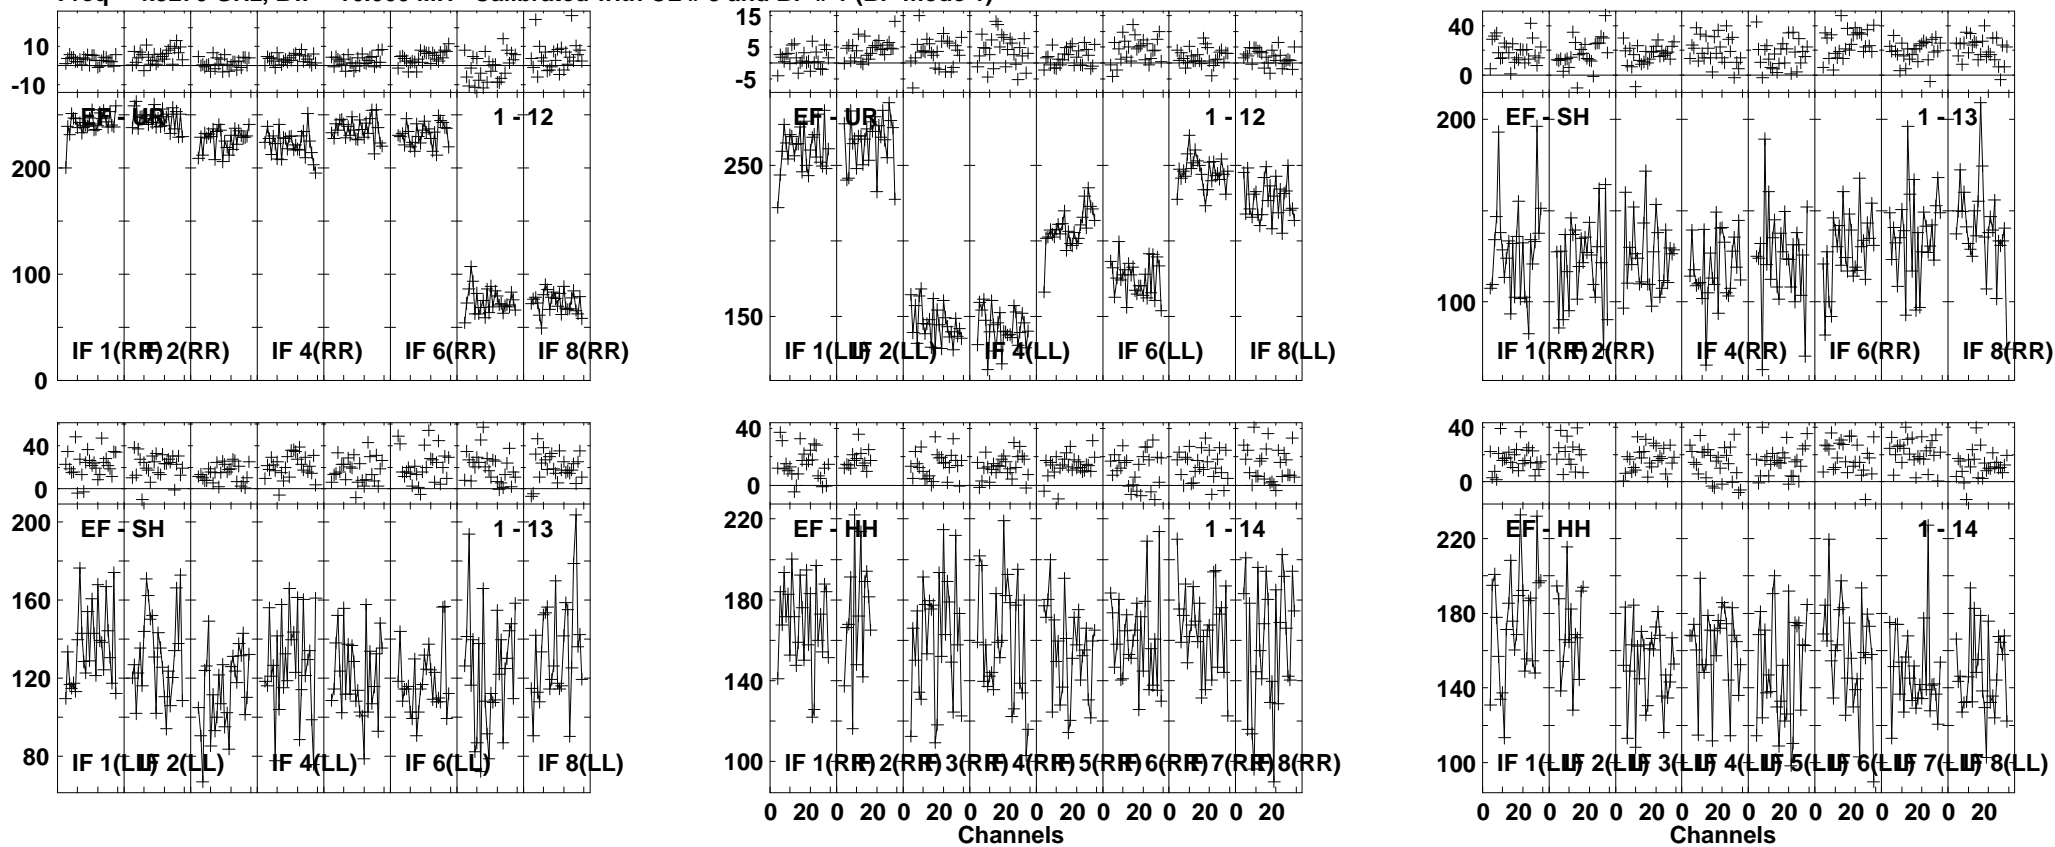 10
-10
EF - UR 1 - 12
200
100
0
IF 1(RR) IF 2(RR) IF 4(RR) IF 6(RR) IF 8(RR)
15
5
-5
EF - UR 1 - 12
250
150
IF 1(LL) IF 2(LL) IF 4(LL) IF 6(LL) IF 8(LL)
40
20
0
EF - SH 1 - 13
200
100
IF 1(RR) IF 2(RR) IF 4(RR) IF 6(RR) IF 8(RR)
40
0
EF - SH 1 - 13
200
160
120
80
IF 1(LL) IF 2(LL) IF 4(LL) IF 6(LL) IF 8(LL)
40
0
EF - HH 1 - 14
220
180
140
100
IF 1(RR) IF 2(RR) IF 3(RR) IF 4(RR) IF 5(RR) IF 6(RR) IF 7(RR) IF 8(RR)
0 20 0 20 0 20 0 20 0 20 0 20 0 20 0 20
Channels
40
20
0
EF - HH 1 - 14
220
180
140
100
IF 1(LL) IF 2(LL) IF 3(LL) IF 4(LL) IF 5(LL) IF 6(LL) IF 7(LL) IF 8(LL)
0 20 0 20 0 20 0 20 0 20 0 20 0 20 0 20
Channels